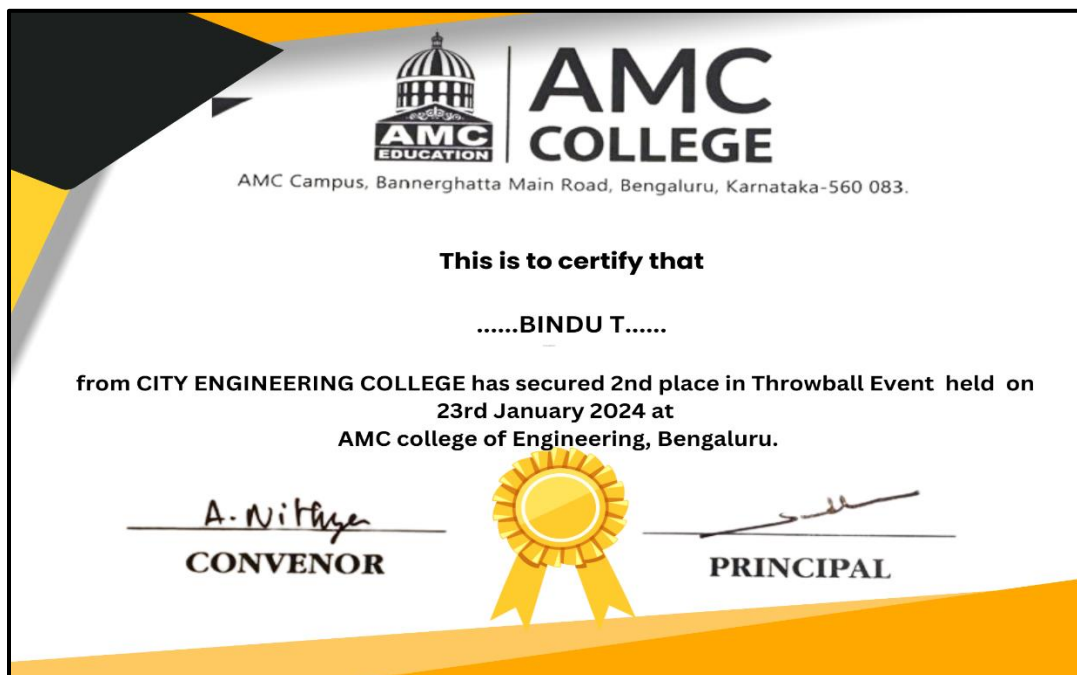 AMC
EDUCATION
AMC
COLLEGE
AMC Campus, Bannerghatta Main Road, Bengaluru, Karnataka-560 083.
This is to certify that
......BINDU T......
from CITY ENGINEERING COLLEGE has secured 2nd place in Throwball Event held on
23rd January 2024 at
AMC college of Engineering, Bengaluru.
A. Nithya
CONVENOR
PRINCIPAL